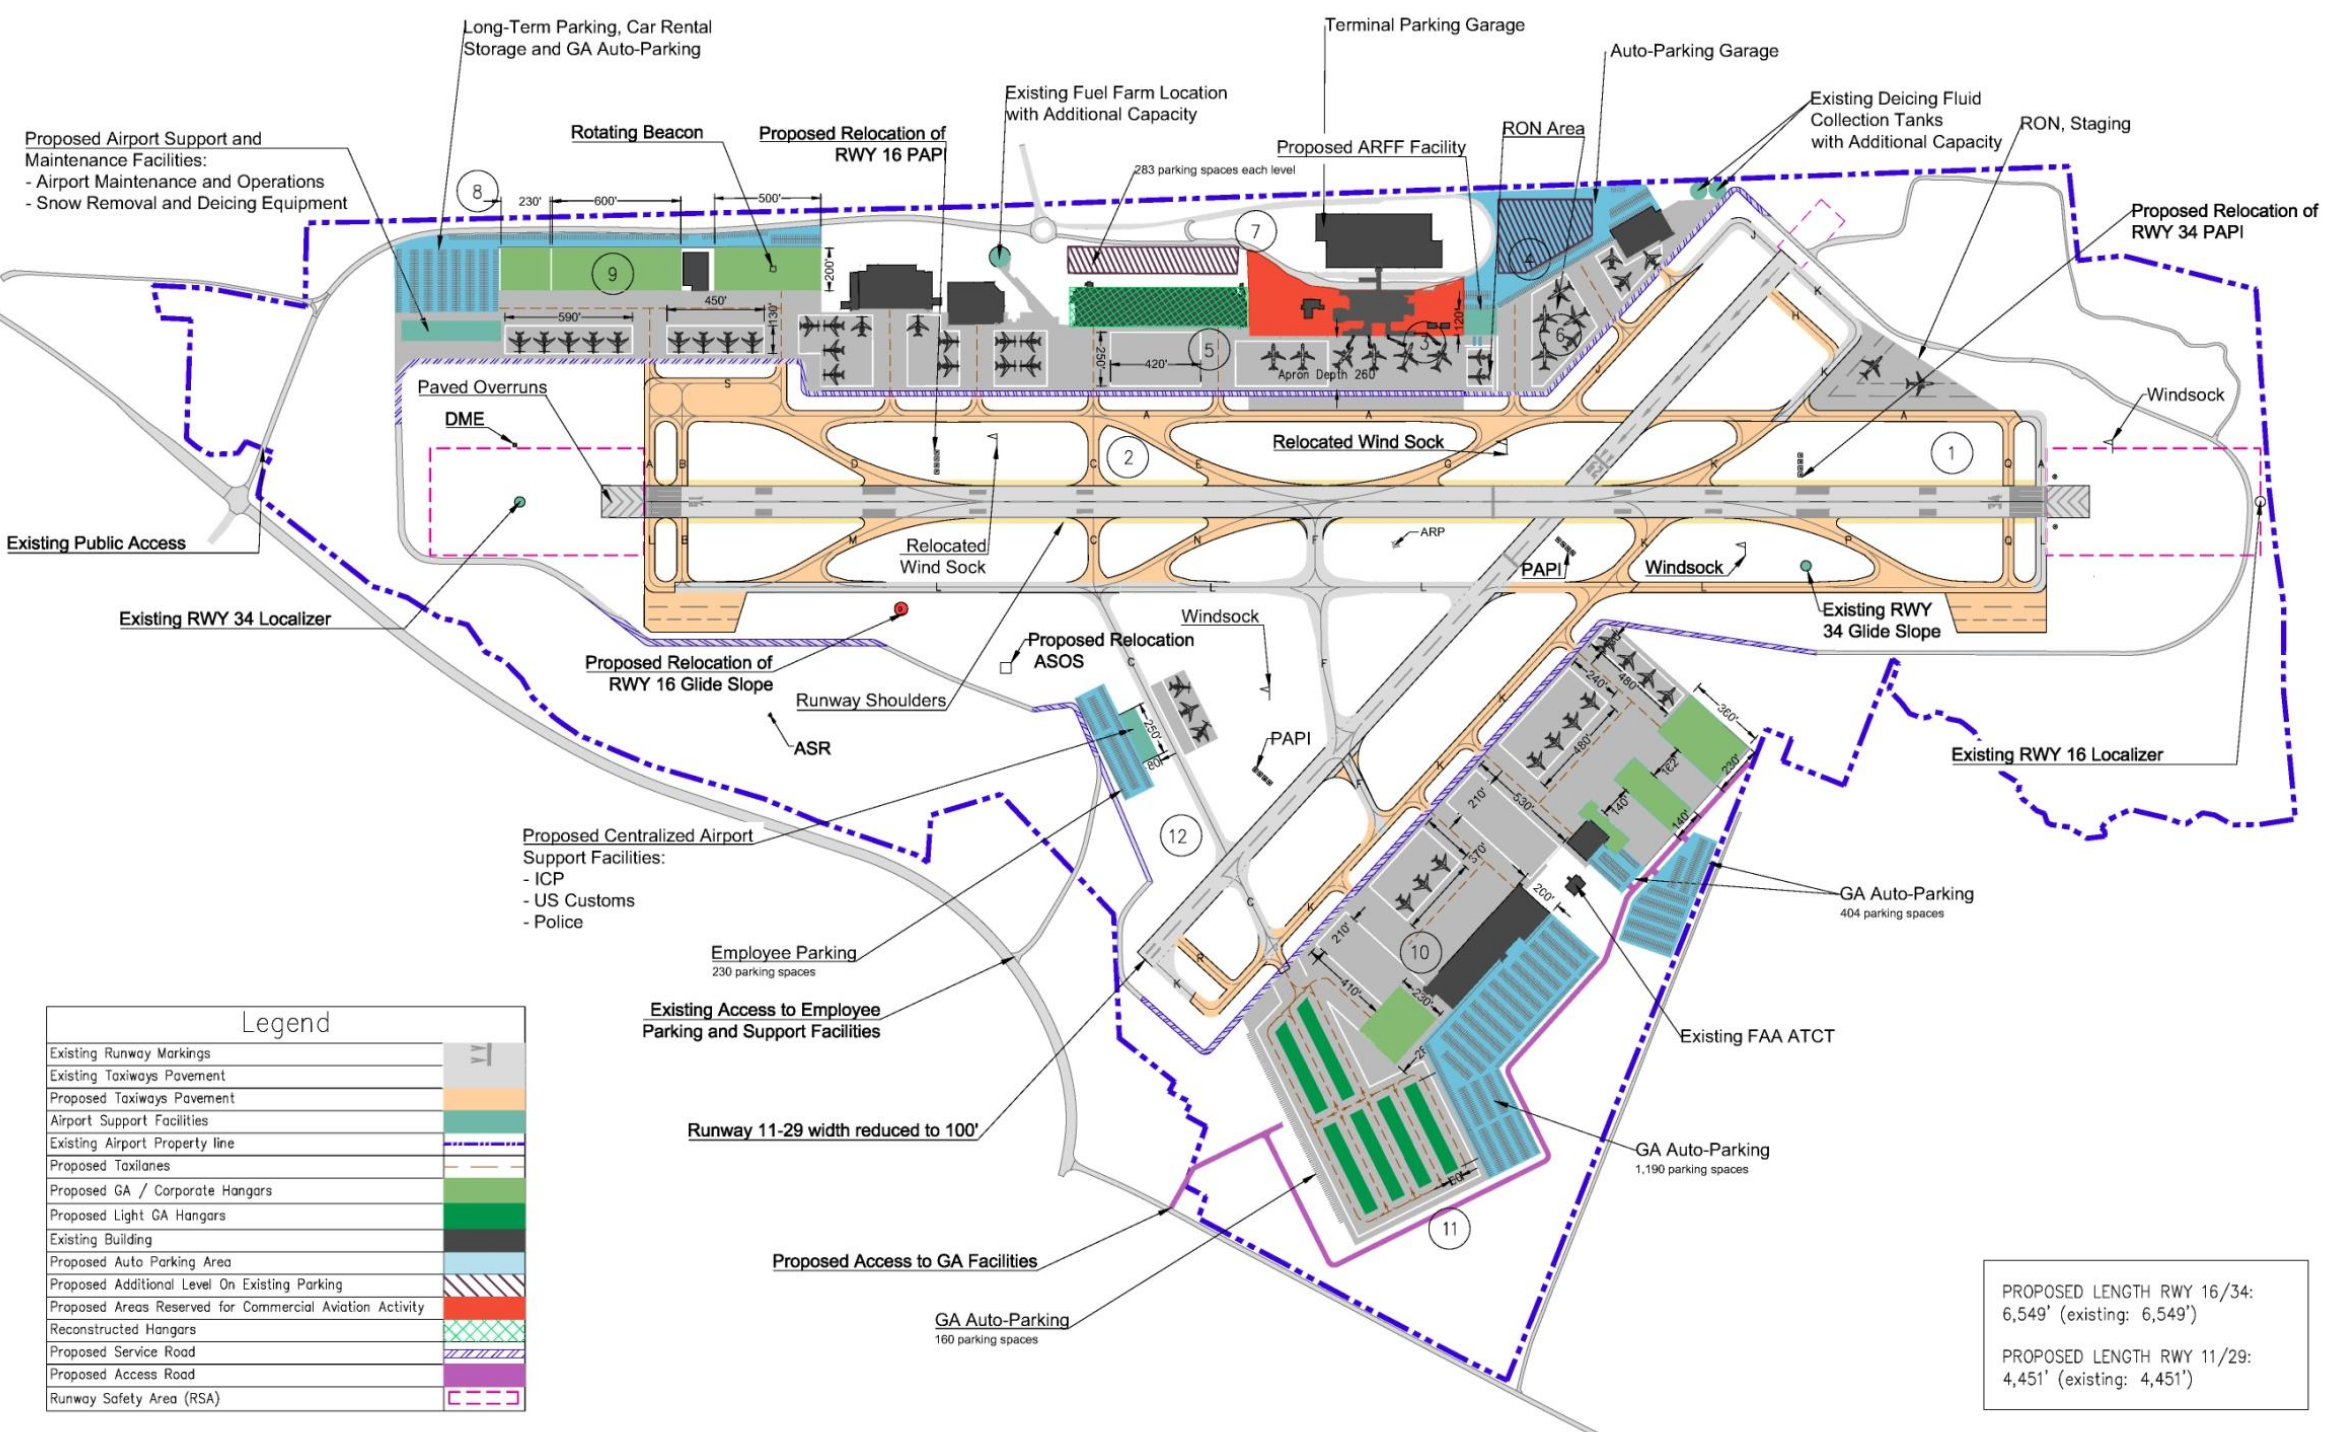 Long-Term Parking, Car Rental
Storage and GA Auto-Parking
Terminal Parking Garage
Auto-Parking Garage
Existing Fuel Farm Location
with Additional Capacity
Existing Deicing Fluid
Collection Tanks
with Additional Capacity
RON, Staging
Proposed Airport Support and
Maintenance Facilities:
- Airport Maintenance and Operations
- Snow Removal and Deicing Equipment
Rotating Beacon
Proposed Relocation of
RWY 16 PAPI
Proposed ARFF Facility
RON Area
283 parking spaces each level
Proposed Relocation of
RWY 34 PAPI
8
230'
600'
500'
200'
9
7
4
590'
450'
130'
250'
420'
5
120'
3
6
Apron Depth 260'
J
K
H
K
J
Paved Overruns
DME
S
A
A
A
Windsock
Relocated Wind Sock
2
1
A
B
D
C
E
G
K
Q
A
29
16
34
Existing Public Access
L
B
M
C
N
F
ARP
K
P
Q
L
Relocated
Wind Sock
PAPI
Windsock
L
L
L
L
Existing RWY 34 Localizer
Existing RWY
34 Glide Slope
Proposed Relocation of
RWY 16 Glide Slope
Proposed Relocation
ASOS
Windsock
Runway Shoulders
C
F
K
ASR
250'
80'
PAPI
240'
480'
360'
480'
162'
230'
Existing RWY 16 Localizer
K
F
210'
530'
140'
140'
370'
200'
Proposed Centralized Airport
Support Facilities:
- ICP
- US Customs
- Police
12
GA Auto-Parking
404 parking spaces
C
K
210'
10
Employee Parking
230 parking spaces
R
K
410'
230'
Existing Access to Employee
Parking and Support Facilities
Existing FAA ATCT
Runway 11-29 width reduced to 100'
GA Auto-Parking
1,190 parking spaces
11
Proposed Access to GA Facilities
GA Auto-Parking
160 parking spaces
Legend
Existing Runway Markings
Existing Taxiways Pavement
Proposed Taxiways Pavement
Airport Support Facilities
Existing Airport Property line
Proposed Taxilanes
Proposed GA / Corporate Hangars
Proposed Light GA Hangars
Existing Building
Proposed Auto Parking Area
Proposed Additional Level On Existing Parking
Proposed Areas Reserved for Commercial Aviation Activity
Reconstructed Hangars
Proposed Service Road
Proposed Access Road
Runway Safety Area (RSA)
PROPOSED LENGTH RWY 16/34:
6,549' (existing: 6,549')
PROPOSED LENGTH RWY 11/29:
4,451' (existing: 4,451')